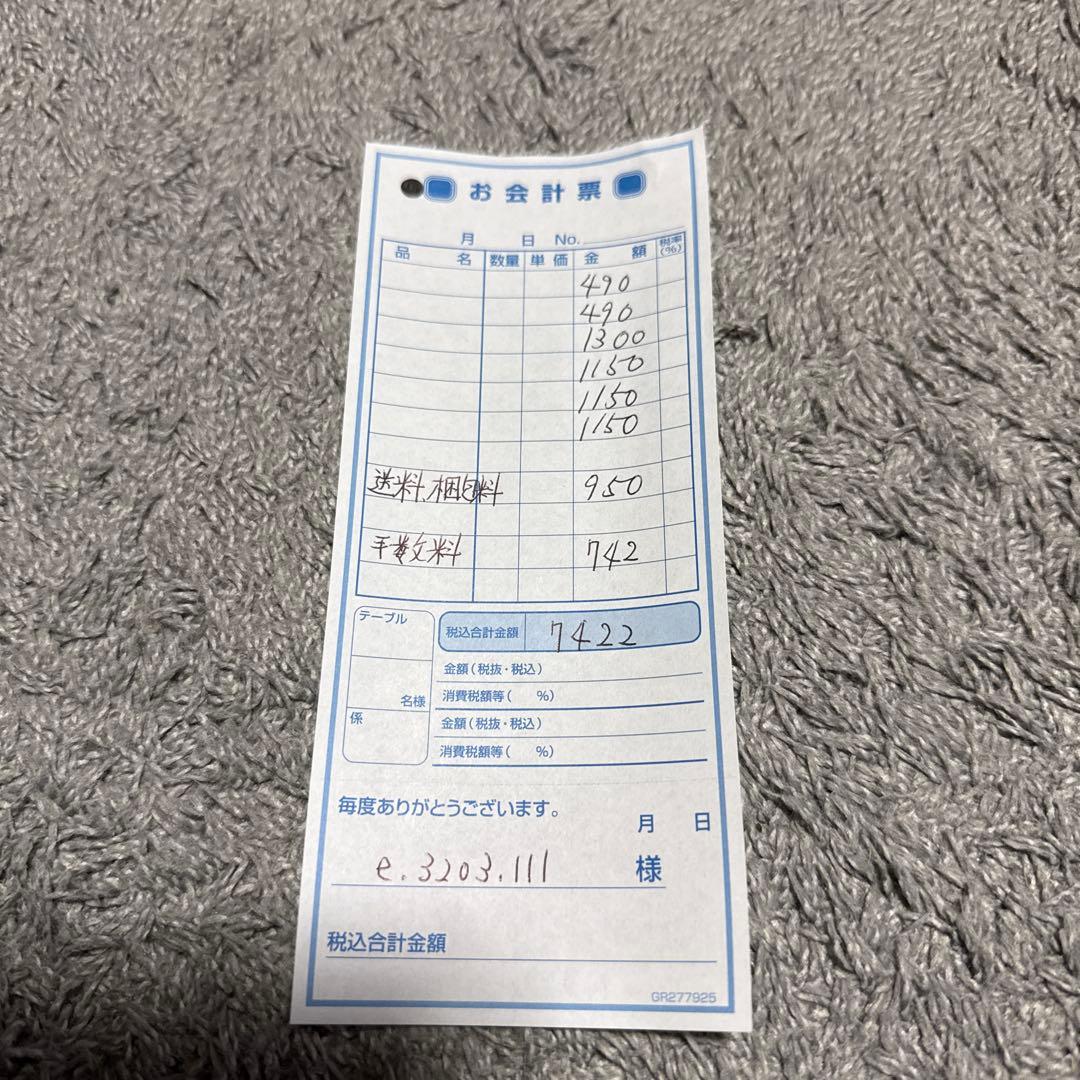 お会計票
月 日 No.
品 名 数量 単価 金 額 税率(%)
490
490
1300
1150
1150
1150
送料、梱包料 950
手数料 742
テーブル
税込合計金額 7422
金額(税抜・税込)
名様
消費税額等( %)
係
金額(税抜・税込)
消費税額等( %)
毎度ありがとうございます。
月 日
e.3203.111 様
税込合計金額
GR277925